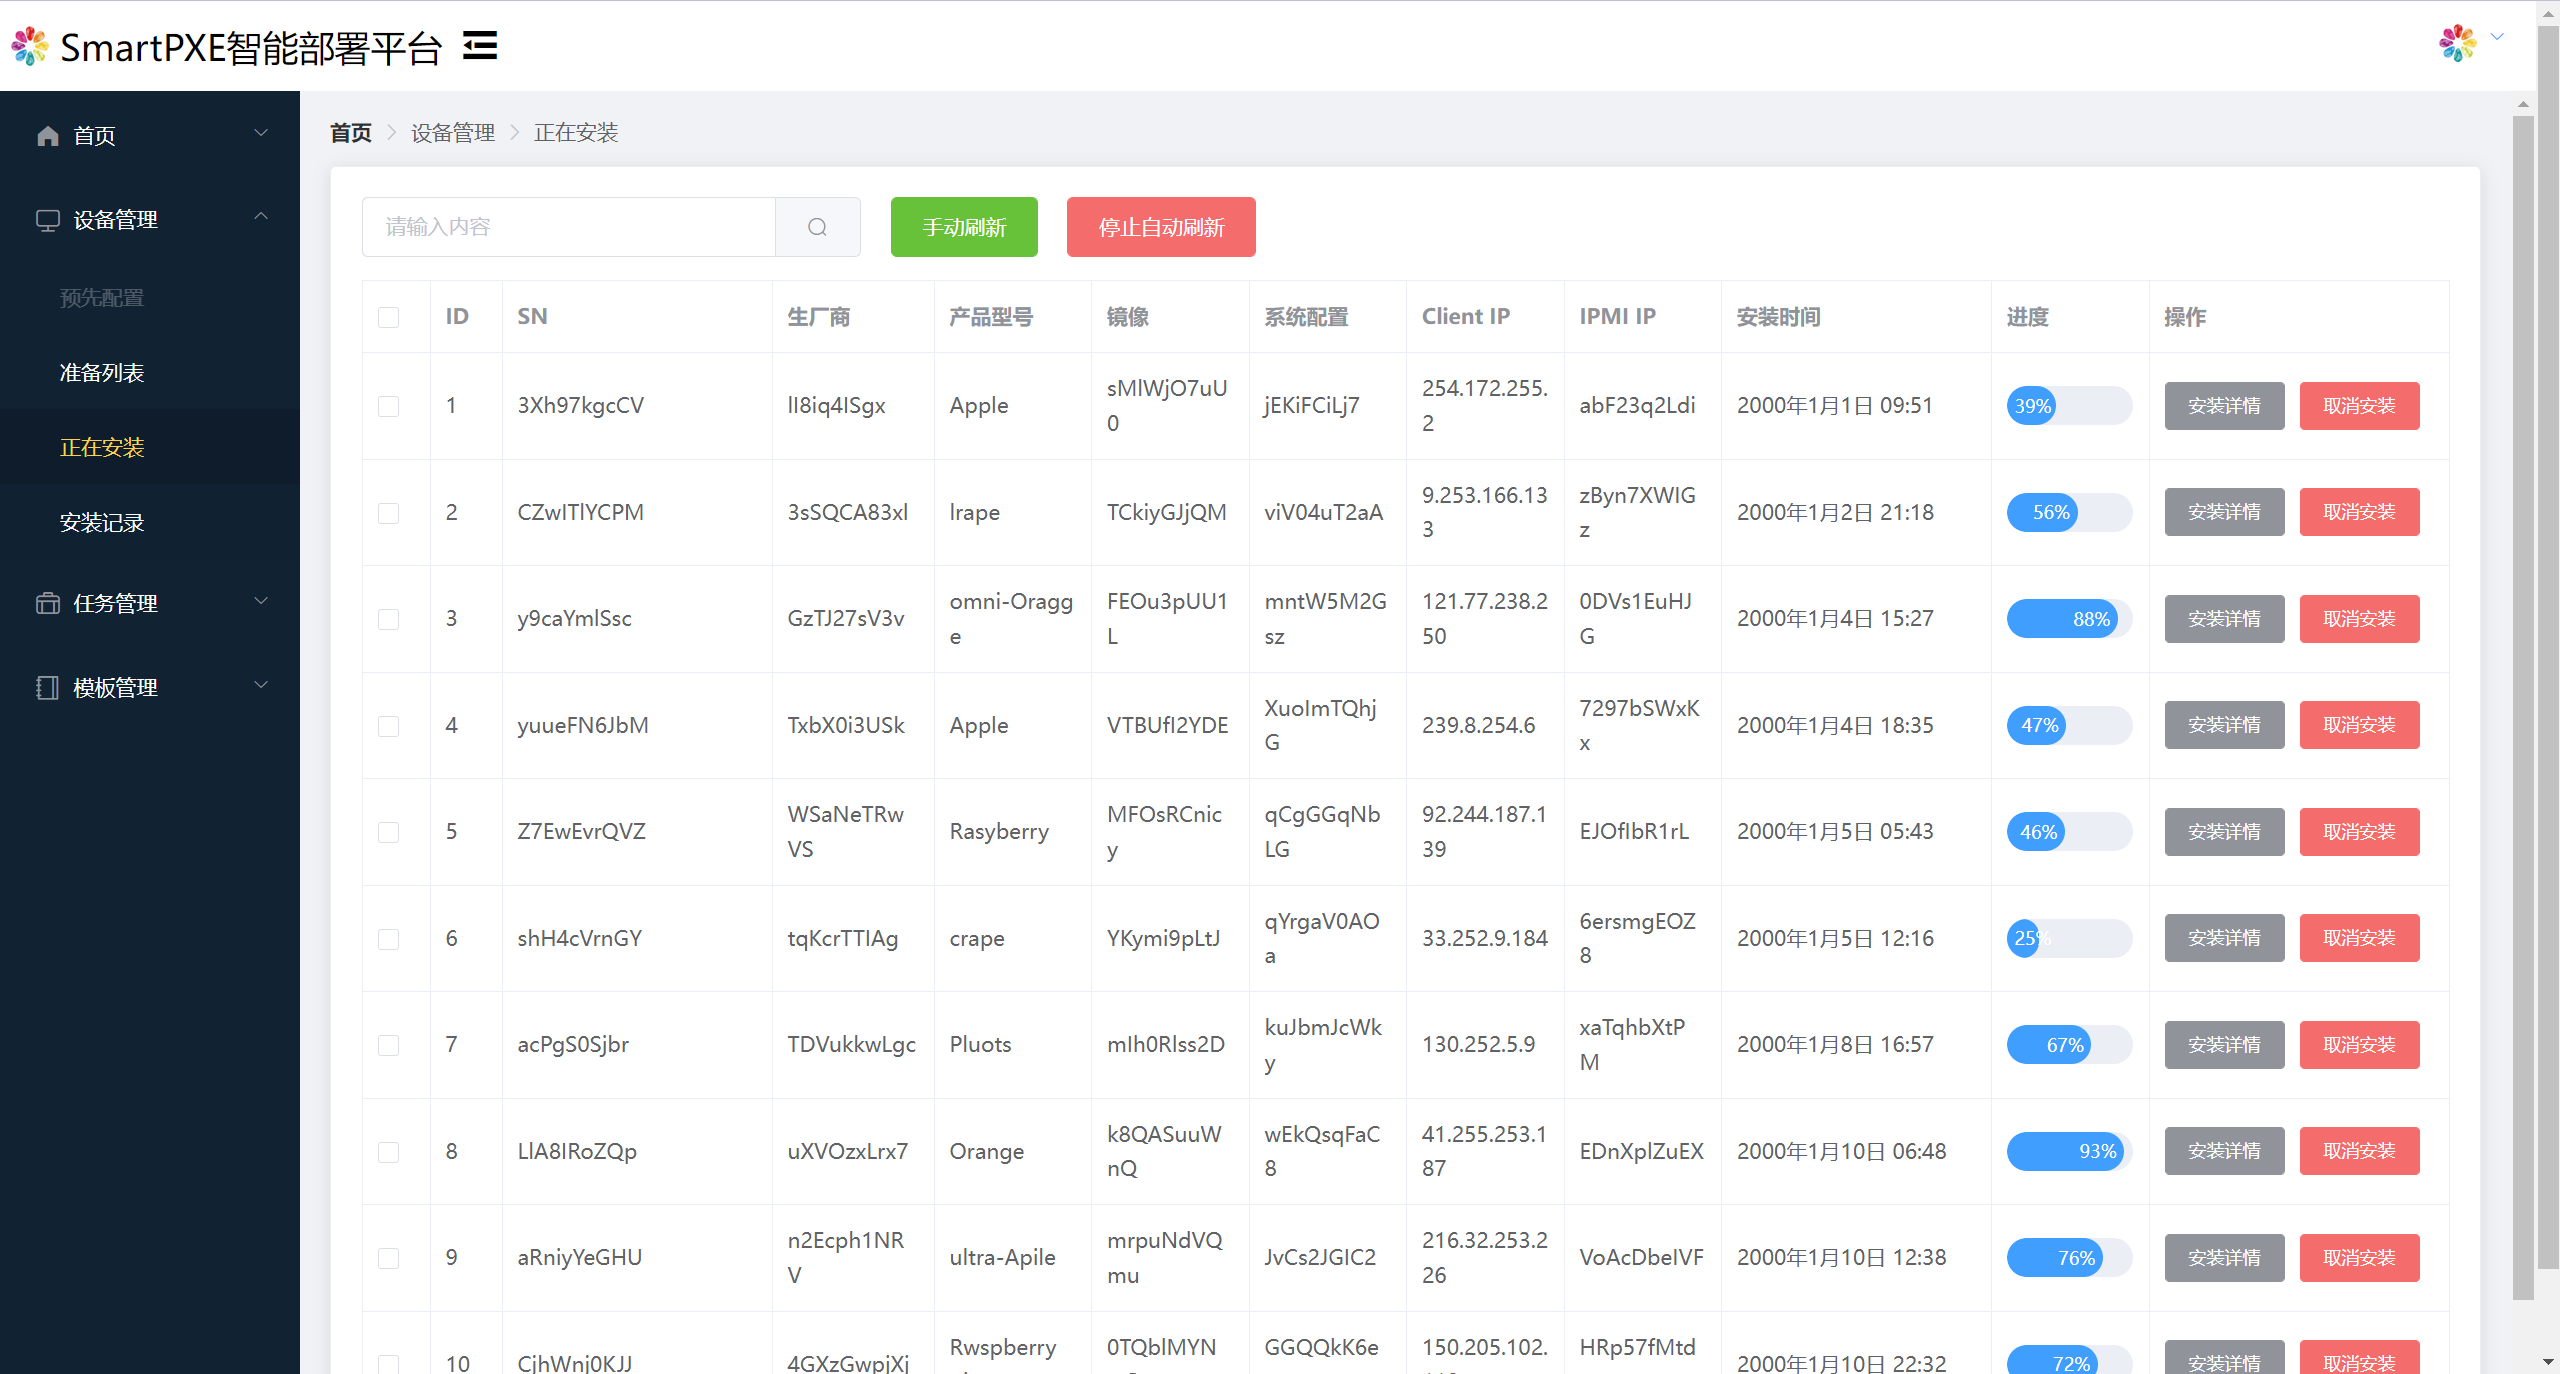 SmartPXE智能部署平台
首页
设备管理
预先配置
准备列表
正在安装
安装记录
任务管理
模板管理
首页 设备管理 正在安装
请输入内容 手动刷新 停止自动刷新
ID SN 生厂商 产品型号 镜像 系统配置 Client IP IPMI IP 安装时间 进度 操作
1 3Xh97kgcCV lI8iq4ISgx Apple sMlWjO7uU0 jEKiFCiLj7 254.172.255.2 abF23q2Ldi 2000年1月1日 09:51 39% 安装详情 取消安装
2 CZwITlYCPM 3sSQCA83xl lrape TCkiyGJjQM viV04uT2aA 9.253.166.133 zByn7XWIGz 2000年1月2日 21:18 56% 安装详情 取消安装
3 y9caYmlSsc GzTJ27sV3v omni-Oragge FEOu3pUU1L mntW5M2Gsz 121.77.238.250 0DVs1EuHJG 2000年1月4日 15:27 88% 安装详情 取消安装
4 yuueFN6JbM TxbX0i3USk Apple VTBUfI2YDE XuoImTQhjG 239.8.254.6 7297bSWxKx 2000年1月4日 18:35 47% 安装详情 取消安装
5 Z7EwEvrQVZ WSaNeTRwVS Rasyberry MFOsRCnicy qCgGGqNbLG 92.244.187.139 EJOfIbR1rL 2000年1月5日 05:43 46% 安装详情 取消安装
6 shH4cVrnGY tqKcrTTIAg crape YKymi9pLtJ qYrgaV0AOa 33.252.9.184 6ersmgEOZ8 2000年1月5日 12:16 25% 安装详情 取消安装
7 acPgS0Sjbr TDVukkwLgc Pluots mIh0Rlss2D kuJbmJcWky 130.252.5.9 xaTqhbXtPM 2000年1月8日 16:57 67% 安装详情 取消安装
8 LlA8IRoZQp uXVOzxLrx7 Orange k8QASuuWnQ wEkQsqFaC8 41.255.253.187 EDnXplZuEX 2000年1月10日 06:48 93% 安装详情 取消安装
9 aRniyYeGHU n2Ecph1NRV ultra-Apile mrpuNdVQmu JvCs2JGIC2 216.32.253.226 VoAcDbeIVF 2000年1月10日 12:38 76% 安装详情 取消安装
10 CjhWnj0KJJ 4GXzGwpjXj Rwspberry 0TQblMYN GGQQkK6e 150.205.102. HRp57fMtd 2000年1月10日 22:32 72% 安装详情 取消安装